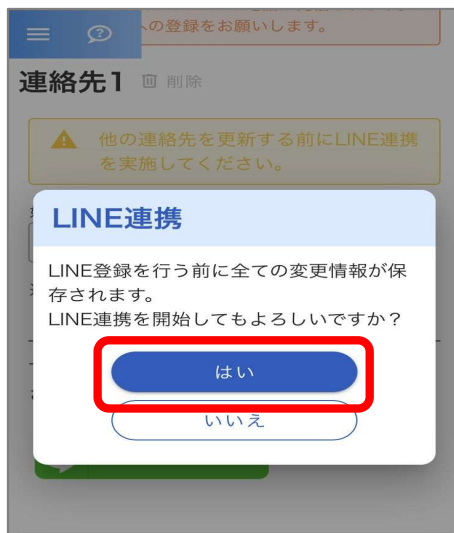 への登録をお願いします。
連絡先1 削除
他の連絡先を更新する前にLINE連携
を実施してください。
LINE連携
LINE登録を行う前に全ての変更情報が保
存されます。
LINE連携を開始してもよろしいですか？
はい
いいえ